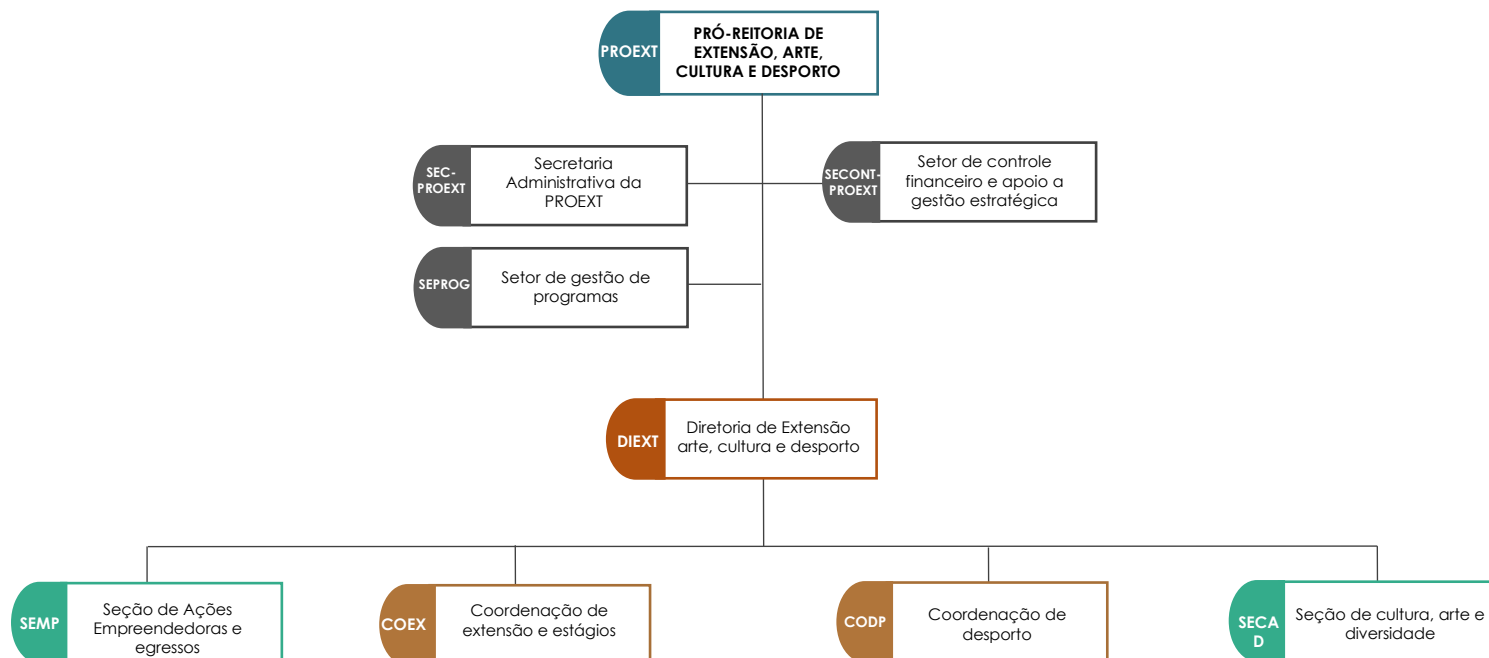 PROEXT
PRÓ-REITORIA DE
EXTENSÃO, ARTE,
CULTURA E DESPORTO
SEC-
PROEXT
Secretaria
Administrativa da
PROEXT
SECONT-
PROEXT
Setor de controle
financeiro e apoio a
gestão estratégica
SEPROG
Setor de gestão de
programas
DIEXT
Diretoria de Extensão
arte, cultura e desporto
SEMP
Seção de Ações
Empreendedoras e
egressos
COEX
Coordenação de
extensão e estágios
CODP
Coordenação de
desporto
SECA
D
Seção de cultura, arte e
diversidade